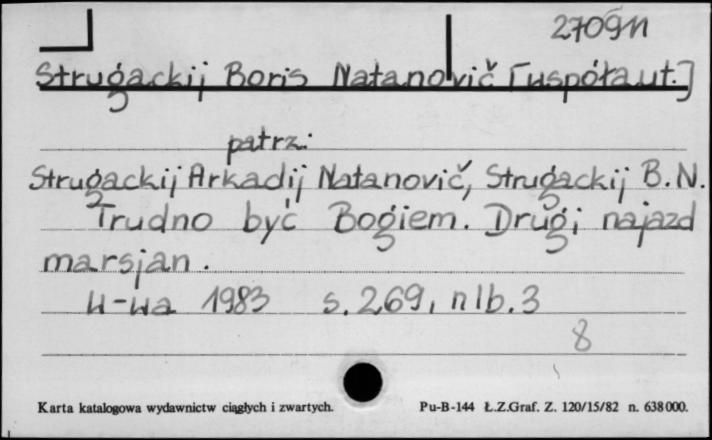 270911
Strugackij Boris Natanovič [współaut.]
patrz:
Strugackij Arkadij Natanovič, Strugackij B.N.
Trudno być Bogiem. Drugi najazd
marsjan.
W-wa 1983 s. 269, nlb. 3
8
Karta katalogowa wydawnictw ciągłych i zwartych. Pu-B-144 Ł.Z.Graf. Z. 120/15/82 n. 638000.